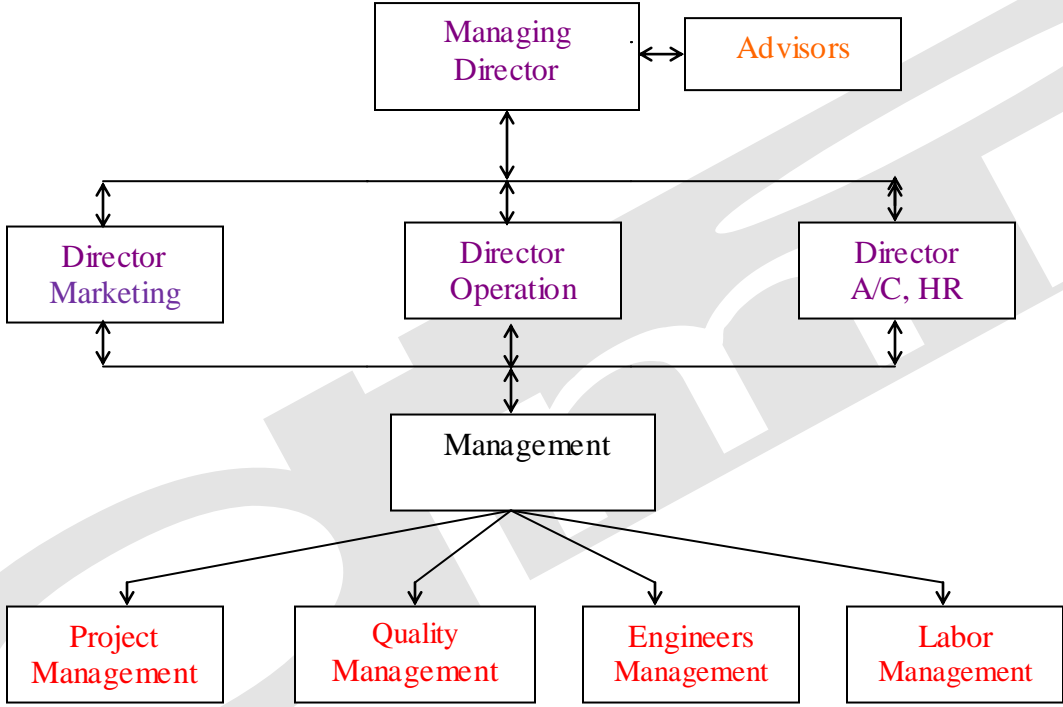 Managing
Director
Advisors
Director
Marketing
Director
Operation
Director
A/C, HR
Management
Project
Management
Quality
Management
Engineers
Management
Labor
Management